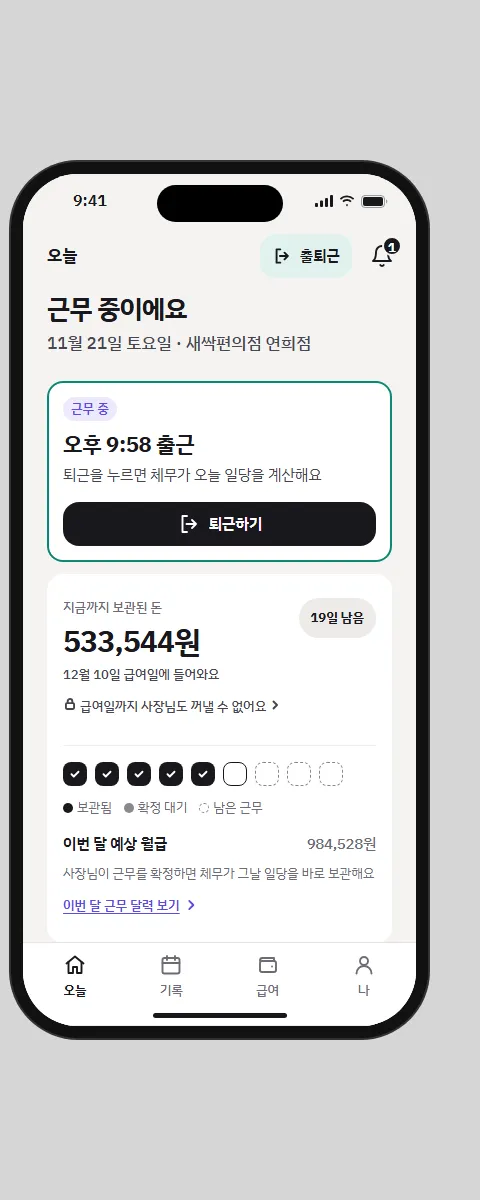 9:41
오늘
출퇴근
1
근무 중이에요
11월 21일 토요일 · 새싹편의점 연희점
근무 중
오후 9:58 출근
퇴근을 누르면 체무가 오늘 일당을 계산해요
퇴근하기
지금까지 보관된 돈
19일 남음
533,544원
12월 10일 급여일에 들어와요
급여일까지 사장님도 꺼낼 수 없어요
보관됨 확정 대기 남은 근무
이번 달 예상 월급 984,528원
사장님이 근무를 확정하면 체무가 그날 일당을 바로 보관해요
이번 달 근무 달력 보기
오늘 기록 급여 나